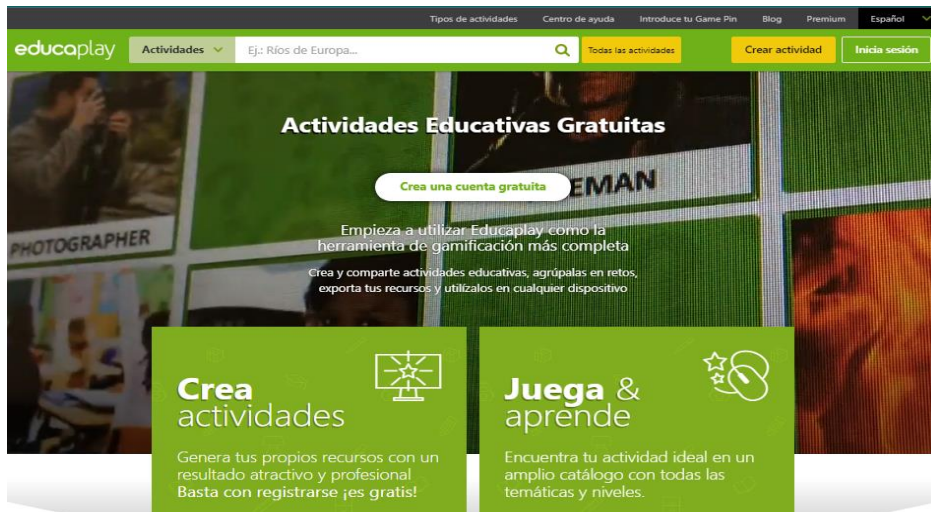 Tipos de actividades Centro de ayuda Introduce tu Game Pin Blog Premium Español
educaplay Actividades Ej.: Ríos de Europa... Todas las actividades Crear actividad Inicia sesión
Actividades Educativas Gratuitas
Crea una cuenta gratuita
EMAN
PHOTOGRAPHER
Empieza a utilizar Educaplay como la
herramienta de gamificación más completa
Crea y comparte actividades educativas, agrúpalas en retos,
exporta tus recursos y utilízalos en cualquier dispositivo
Crea
actividades
Genera tus propios recursos con un
resultado atractivo y profesional
Basta con registrarse ¡es gratis!
Juega &
aprende
Encuentra tu actividad ideal en un
amplio catálogo con todas las
temáticas y niveles.